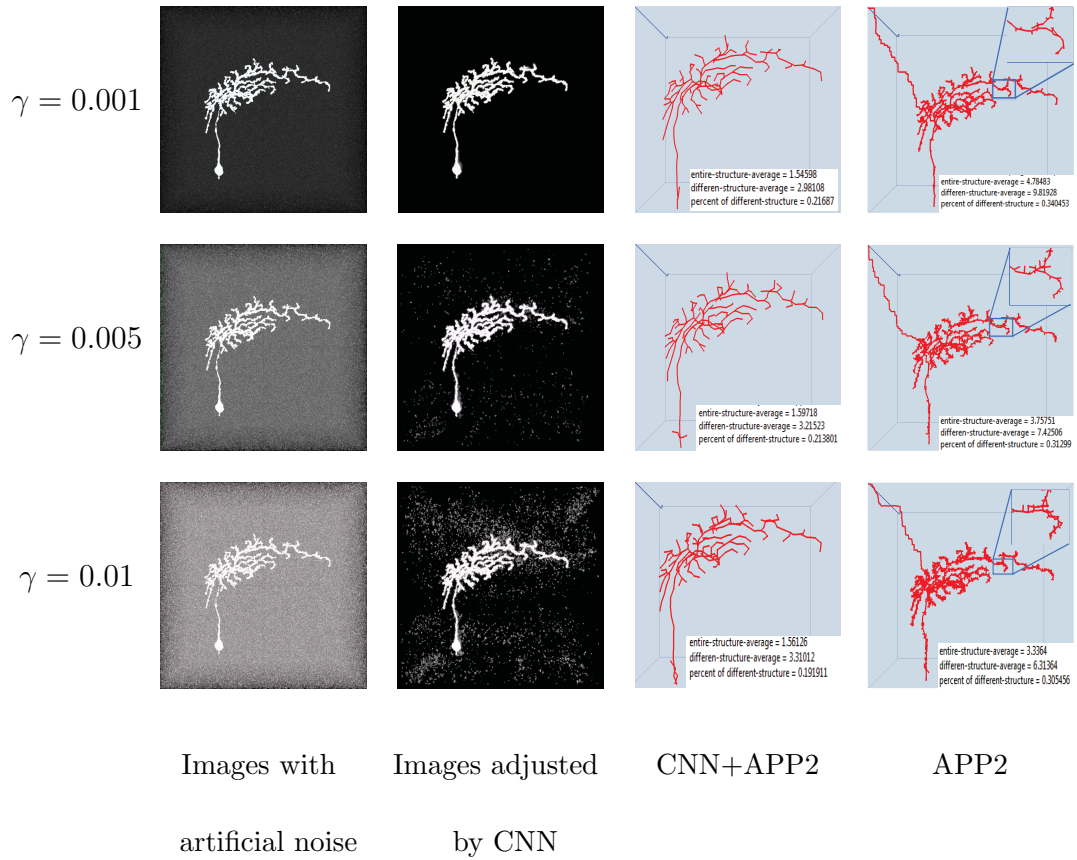 γ = 0.001
entire-structure-average = 1.54598
differen-structure-average = 2.98108
percent of different-structure = 0.21687
entire-structure-average = 4.78483
differen-structure-average = 9.81928
percent of different-structure = 0.340453
γ = 0.005
entire-structure-average = 1.59718
differen-structure-average = 3.21523
percent of different-structure = 0.213801
entire-structure-average = 3.75751
differen-structure-average = 7.42506
percent of different-structure = 0.31299
γ = 0.01
entire-structure-average = 1.56126
differen-structure-average = 3.31012
percent of different-structure = 0.191911
entire-structure-average = 3.3364
differen-structure-average = 6.31364
percent of different-structure = 0.305456
Images with
artificial noise
Images adjusted
by CNN
CNN+APP2
APP2